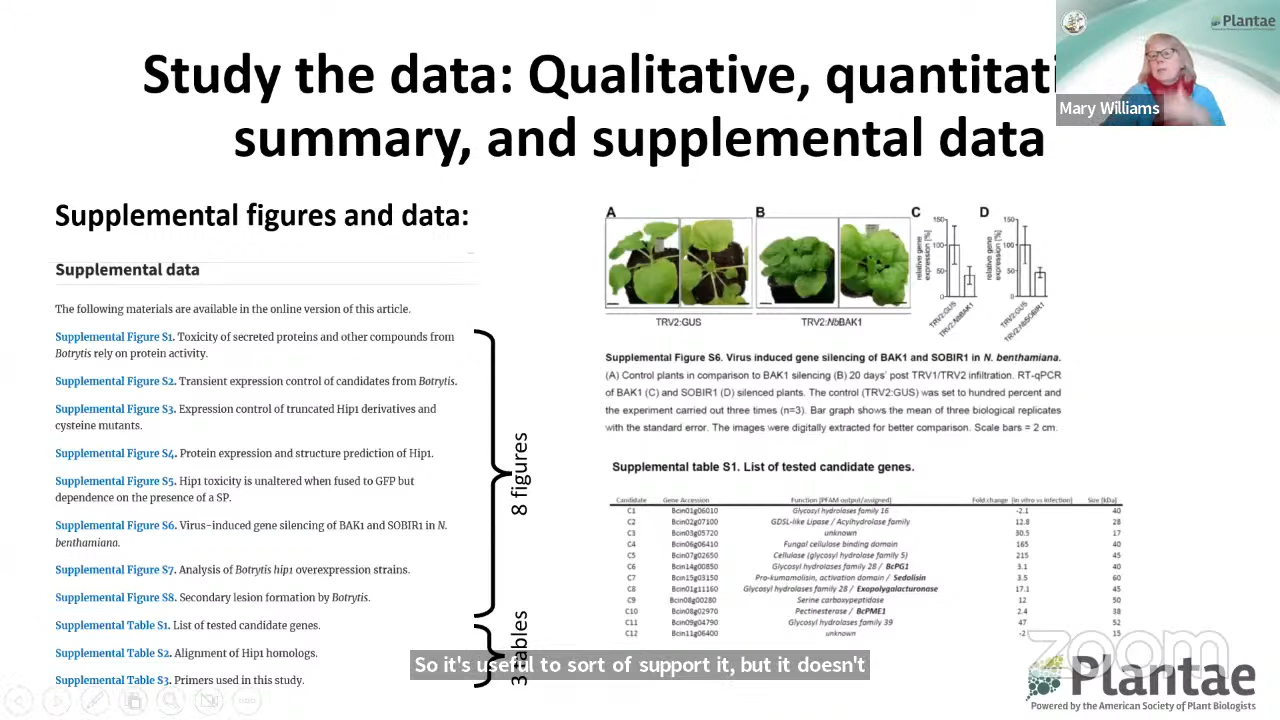 Study the data: Qualitative, quantitati
summary, and supplemental data
Plantae
Mary Williams
Supplemental figures and data:
Supplemental data
The following materials are available in the online version of this article.
Supplemental Figure S1. Toxicity of secreted proteins and other compounds from
Botrytis rely on protein activity.
Supplemental Figure S2. Transient expression control of candidates from Botrytis.
Supplemental Figure S3. Expression control of truncated Hip1 derivatives and
cysteine mutants.
Supplemental Figure S4. Protein expression and structure prediction of Hip1.
Supplemental Figure S5. Hip1 toxicity is unaltered when fused to GFP but
dependence on the presence of a SP.
Supplemental Figure S6. Virus-induced gene silencing of BAK1 and SOBIR1 in N.
benthamiana.
Supplemental Figure S7. Analysis of Botrytis hip1 overexpression strains.
Supplemental Figure S8. Secondary lesion formation by Botrytis.
Supplemental Table S1. List of tested candidate genes.
Supplemental Table S2. Alignment of Hip1 homologs.
Supplemental Table S3. Primers used in this study.
8 figures
3 tables
A B C D
relative gene expression [%]
150
100
50
0
TRV2:GUS
TRV2:NbBAK1
relative gene expression [%]
150
100
50
0
TRV2:GUS
TRV2:NbSOBIR1
TRV2:GUS
TRV2:NbBAK1
Supplemental Figure S6. Virus induced gene silencing of BAK1 and SOBIR1 in N. benthamiana.
(A) Control plants in comparison to BAK1 silencing (B) 20 days' post TRV1/TRV2 infiltration. RT-qPCR
of BAK1 (C) and SOBIR1 (D) silenced plants. The control (TRV2:GUS) was set to hundred percent and
the experiment carried out three times (n=3). Bar graph shows the mean of three biological replicates
with the standard error. The images were digitally extracted for better comparison. Scale bars = 2 cm.
Supplemental table S1. List of tested candidate genes.
Candidate Gene Accession Function [PFAM output/assigned] Fold change [in vitro vs infection] Size [kDa]
C1 Bcin01g06010 Glycosyl hydrolases family 16 -2.1 40
C2 Bcin02g07100 GDSL-like Lipase / Acylhydrolase family 12.8 28
C3 Bcin03g05720 unknown 30.5 17
C4 Bcin06g06410 Fungal cellulose binding domain 165 40
C5 Bcin07g02650 Cellulase (glycosyl hydrolase family 5) 215 45
C6 Bcin14g00850 Glycosyl hydrolases family 28 / BcPG1 3.1 40
C7 Bcin15g03150 Pro-kumamolisin, activation domain / Sedolisin 3.5 60
C8 Bcin01g11160 Glycosyl hydrolases family 28 / Exopolygalacturonase 17.1 45
C9 Bcin08g00280 Serine carboxypeptidase 12 50
C10 Bcin08g02970 Pectinesterase / BcPME1 2.4 38
C11 Bcin09g04790 Glycosyl hydrolases family 39 47 52
C12 Bcin11g06400 unknown 15
So it's useful to sort of support it, but it doesn't
zoom
Plantae
Powered by the American Society of Plant Biologists